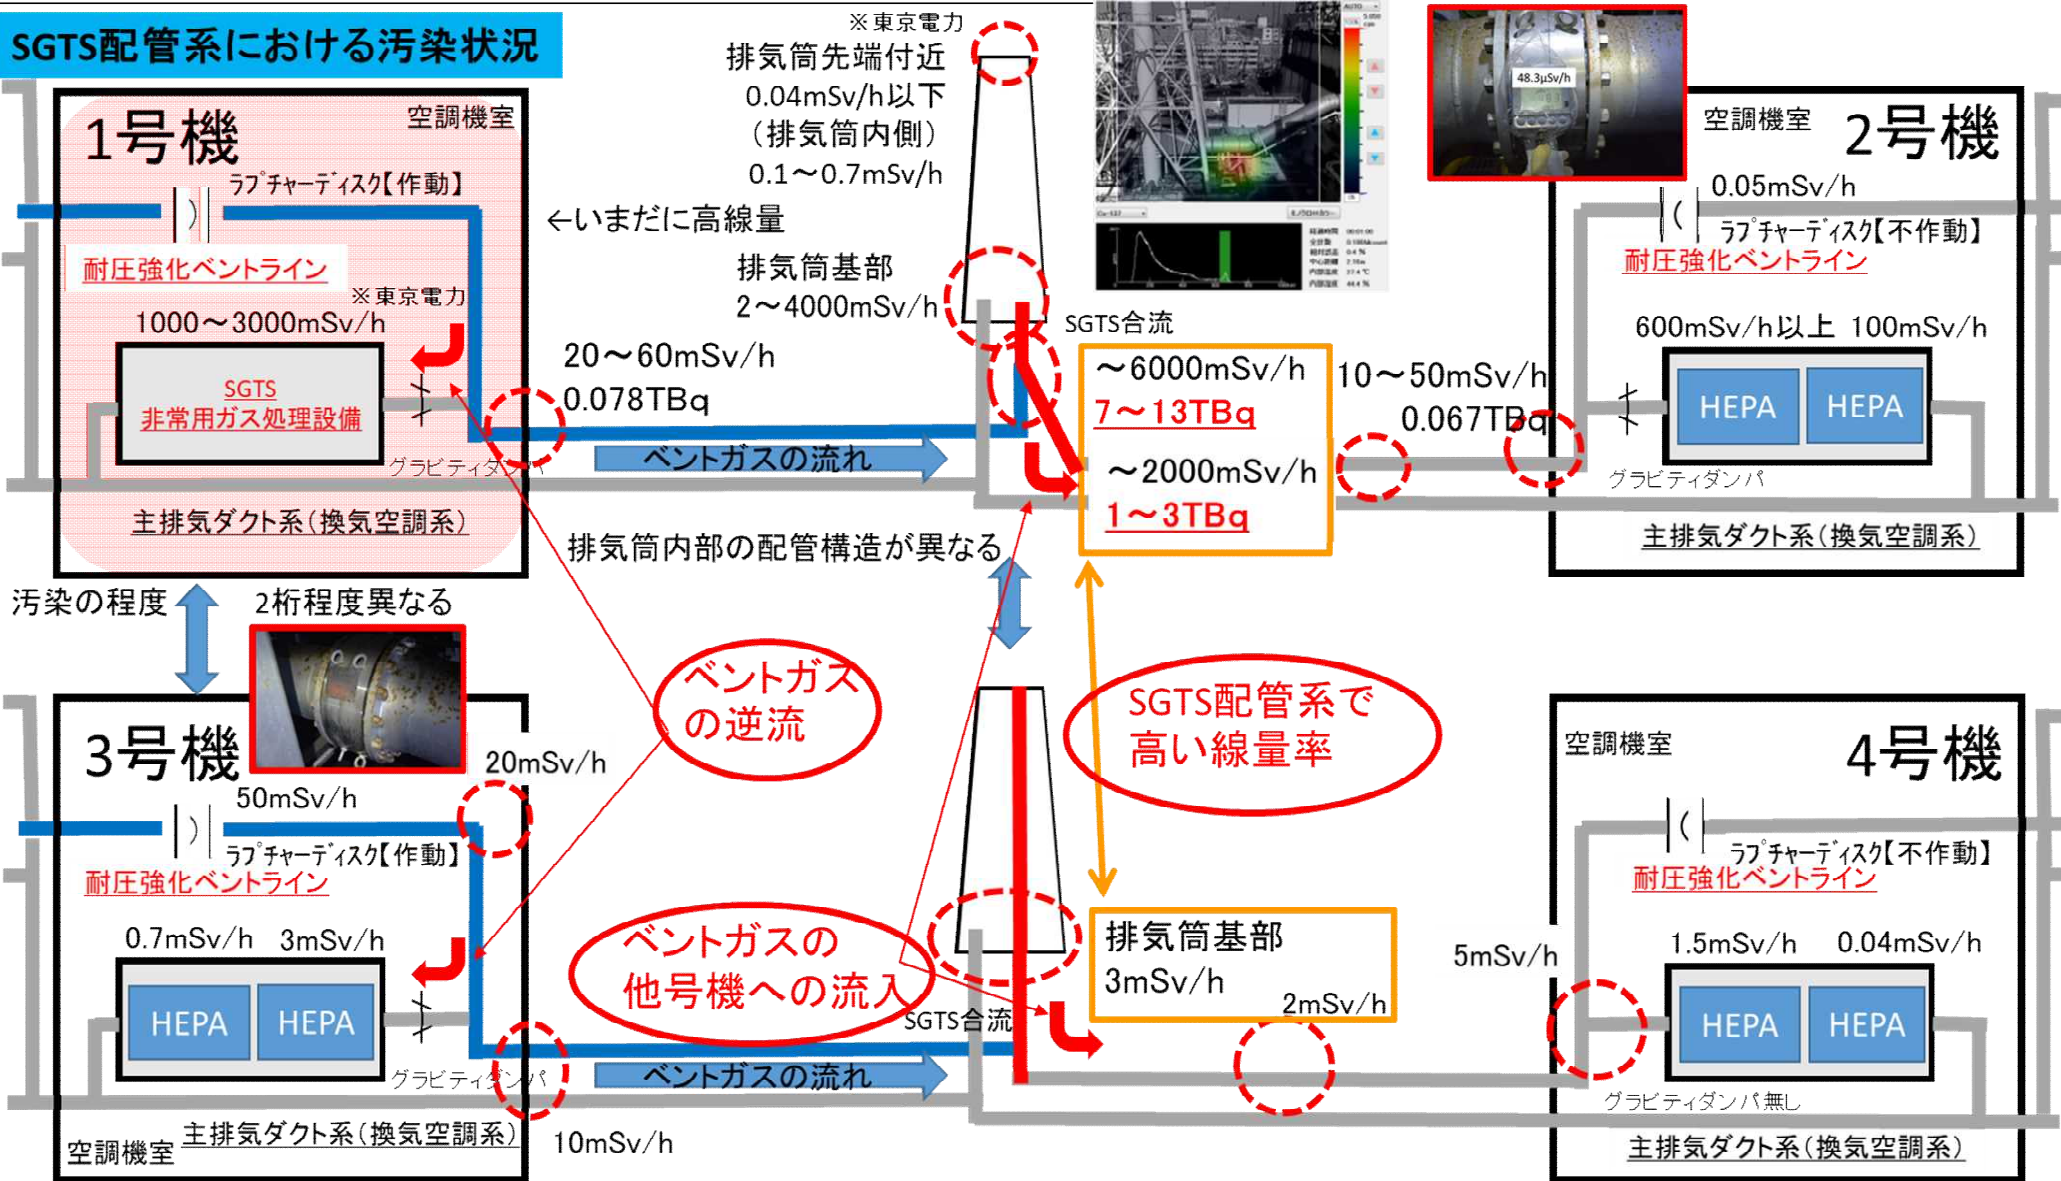 SGTS配管系における汚染状況
1号機
空調機室
ラプチャーディスク【作動】
耐圧強化ベントライン
※東京電力
1000～3000mSv/h
SGTS
非常用ガス処理設備
グラビティダンパ
主排気ダクト系（換気空調系）
※東京電力
排気筒先端付近
0.04mSv/h以下
（排気筒内側）
0.1～0.7mSv/h
←いまだに高線量
排気筒基部
2～4000mSv/h
20～60mSv/h
0.078TBq
ベントガスの流れ
SGTS合流
～6000mSv/h
7～13TBq
～2000mSv/h
1～3TBq
10～50mSv/h
0.067TBq
48.3μSv/h
空調機室
2号機
0.05mSv/h
ラプチャーディスク【不作動】
耐圧強化ベントライン
600mSv/h以上 100mSv/h
HEPA
HEPA
グラビティダンパ
主排気ダクト系（換気空調系）
排気筒内部の配管構造が異なる
汚染の程度
2桁程度異なる
ベントガス
の逆流
SGTS配管系で
高い線量率
ベントガスの
他号機への流入
3号機
20mSv/h
50mSv/h
ラプチャーディスク【作動】
耐圧強化ベントライン
0.7mSv/h
3mSv/h
HEPA
HEPA
グラビティダンパ
主排気ダクト系（換気空調系）
空調機室
10mSv/h
ベントガスの流れ
SGTS合流
排気筒基部
3mSv/h
2mSv/h
5mSv/h
空調機室
4号機
ラプチャーディスク【不作動】
耐圧強化ベントライン
1.5mSv/h
0.04mSv/h
HEPA
HEPA
グラビティダンパ無し
主排気ダクト系（換気空調系）